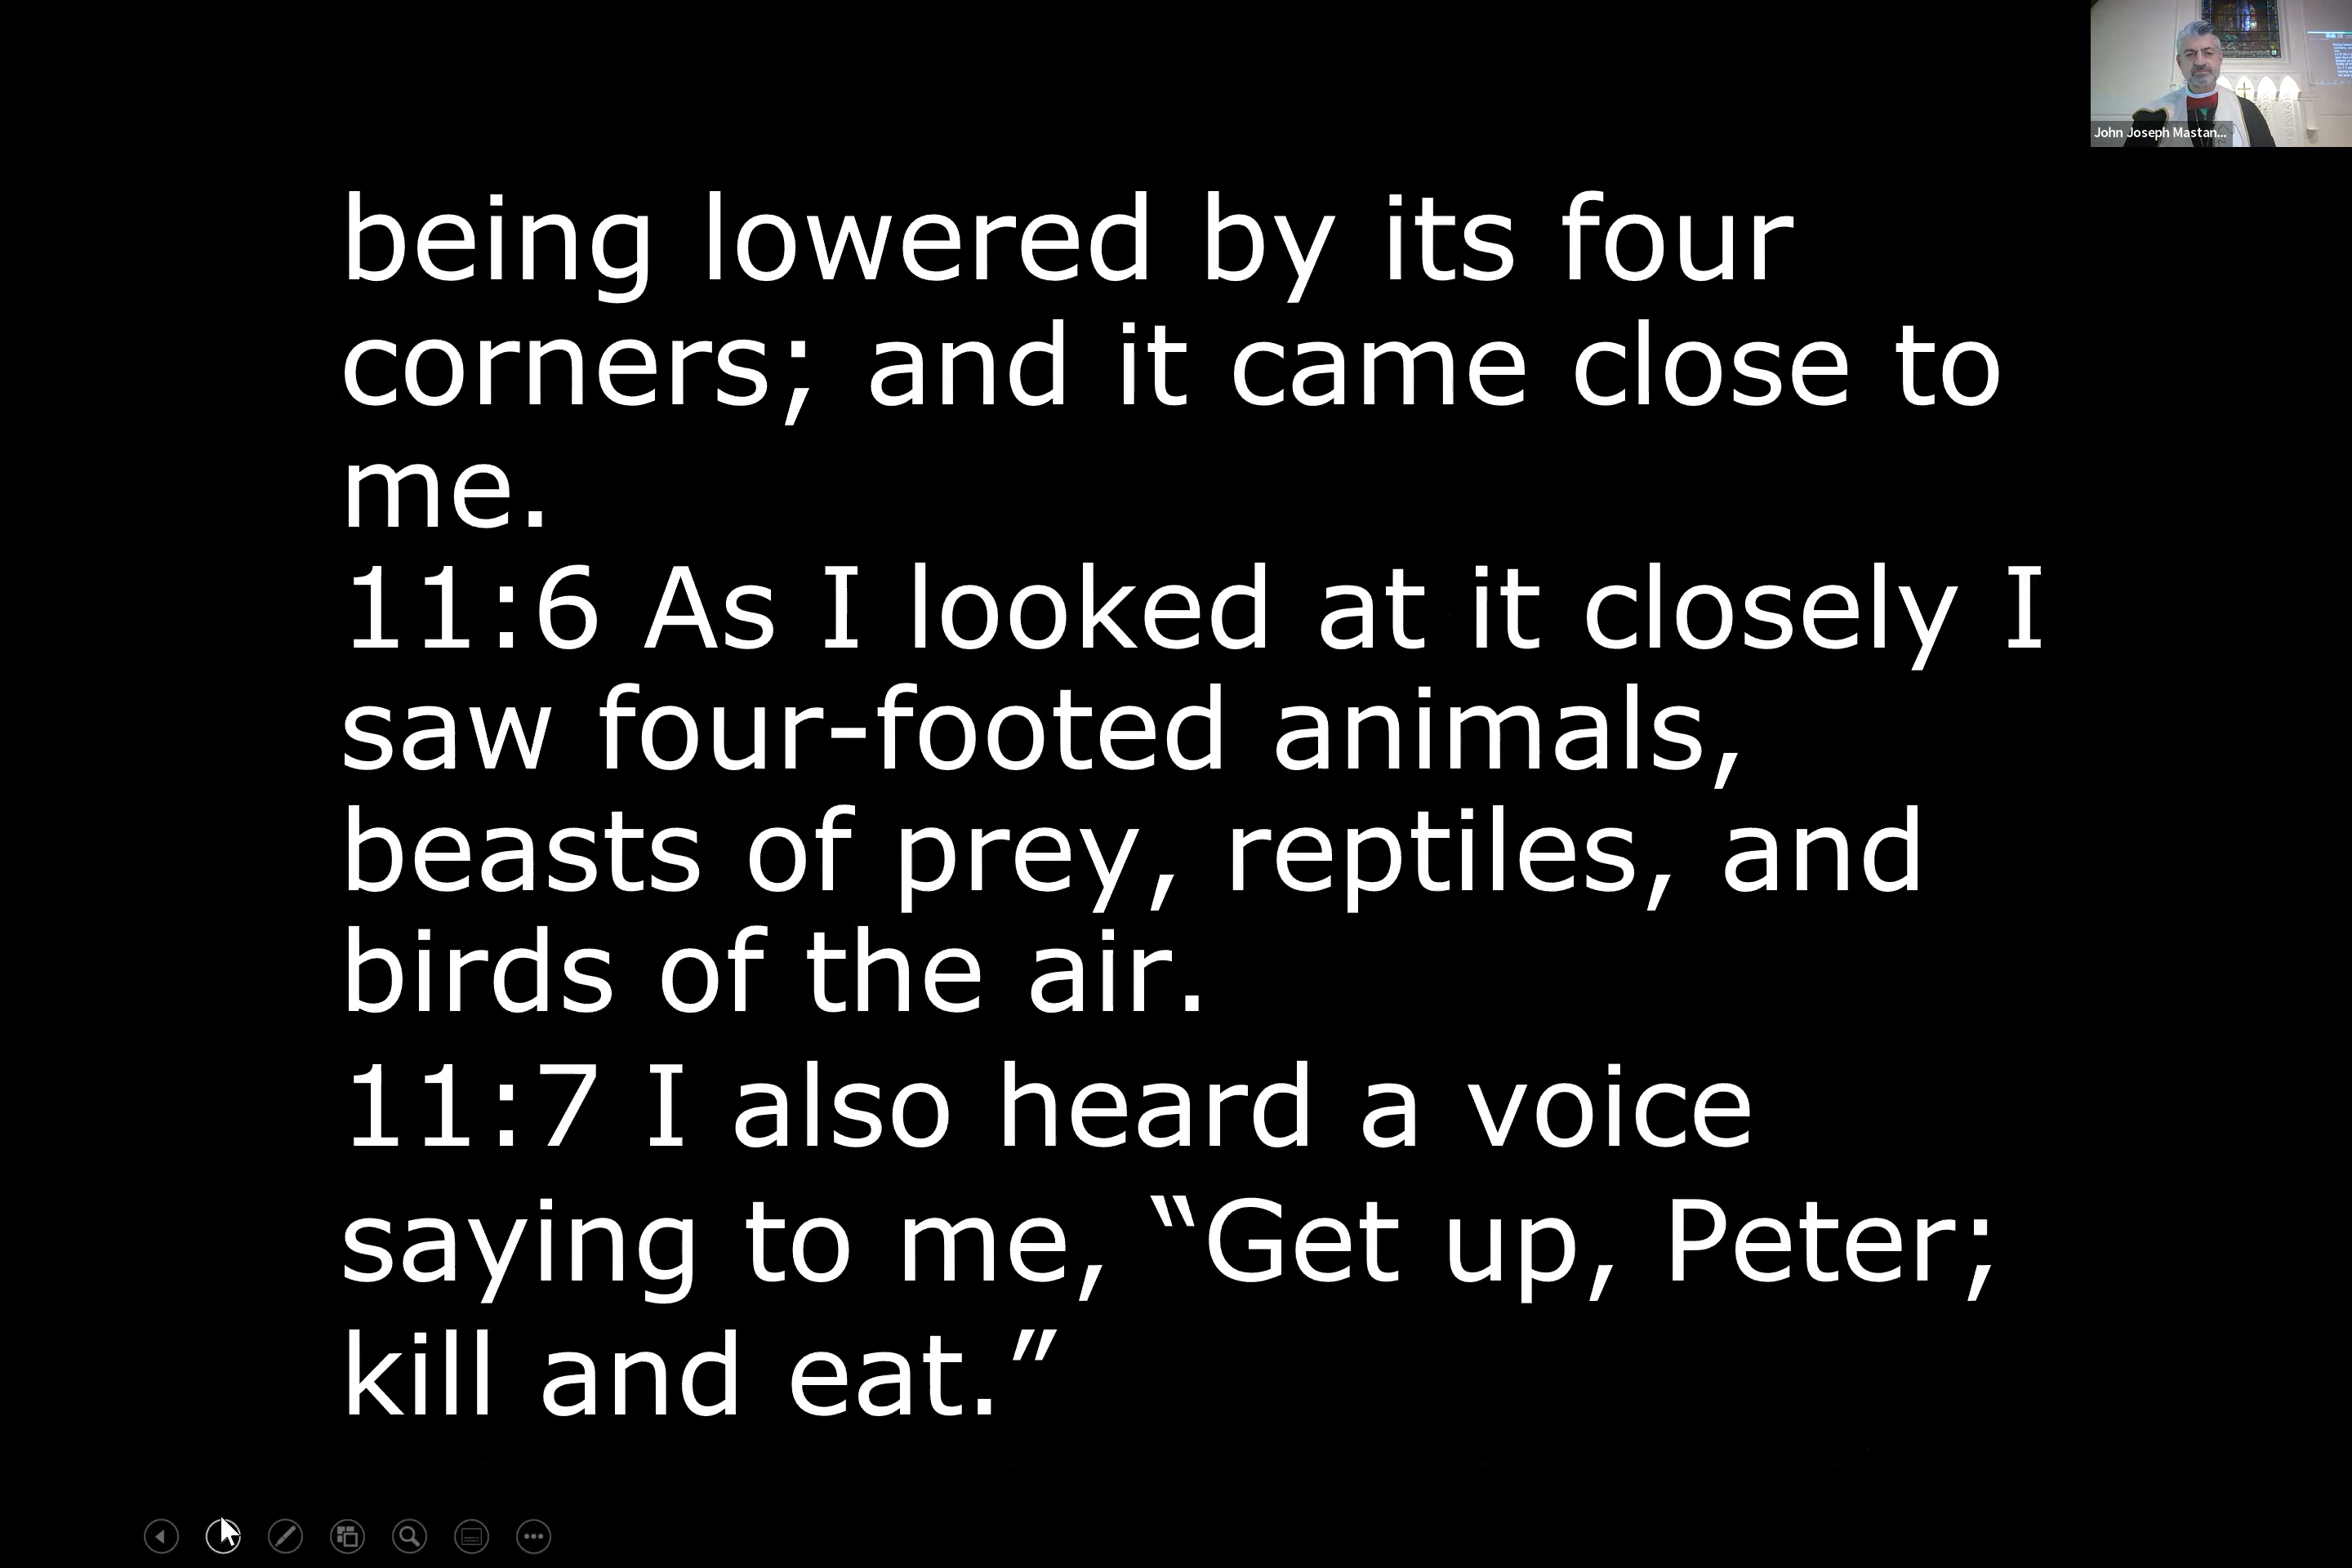 John Joseph Mastan...
being lowered by its four
corners; and it came close to
me.
11:6 As I looked at it closely I
saw four-footed animals,
beasts of prey, reptiles, and
birds of the air.
11:7 I also heard a voice
saying to me, “Get up, Peter;
kill and eat.”